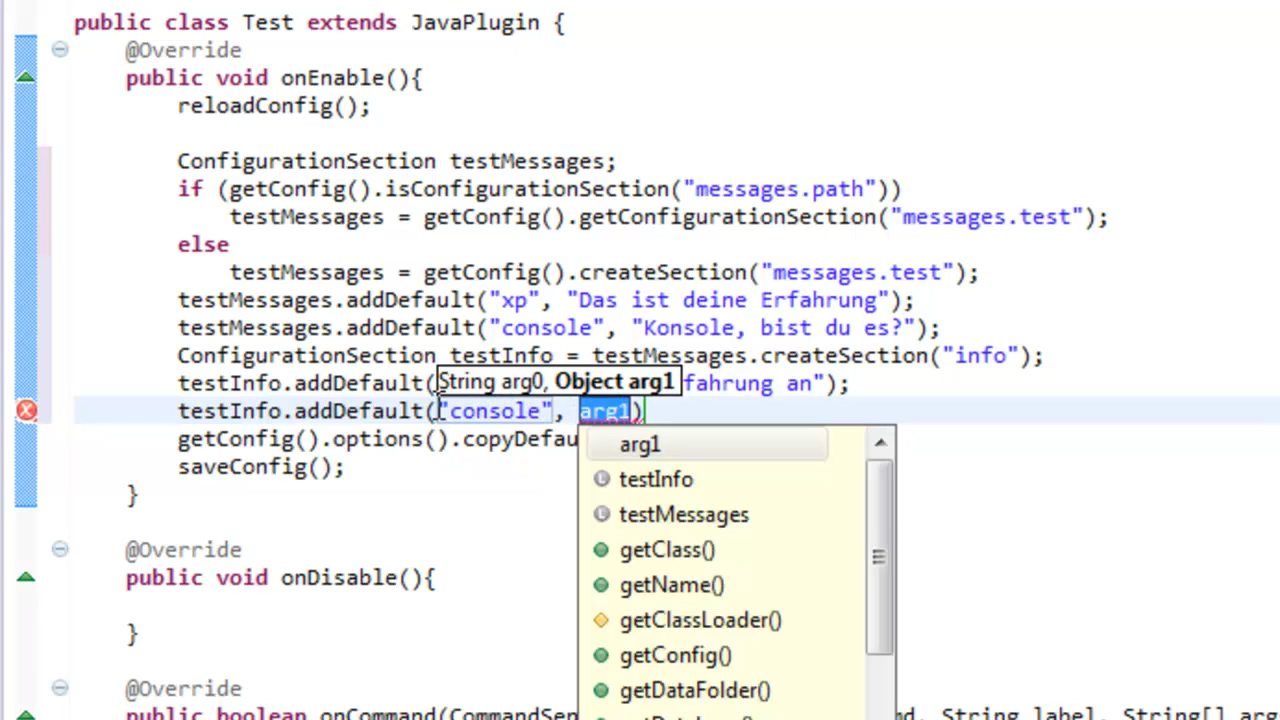 public class Test extends JavaPlugin {
@Override
public void onEnable(){
reloadConfig();
ConfigurationSection testMessages;
if (getConfig().isConfigurationSection("messages.path"))
testMessages = getConfig().getConfigurationSection("messages.test");
else
testMessages = getConfig().createSection("messages.test");
testMessages.addDefault("xp", "Das ist deine Erfahrung");
testMessages.addDefault("console", "Konsole, bist du es?");
ConfigurationSection testInfo = testMessages.createSection("info");
testInfo.addDefault( String arg0, Object arg1 fahrung an");
testInfo.addDefault("console", arg1)
getConfig().options().copyDefau
saveConfig();
}
arg1
testInfo
testMessages
getClass()
getName()
getClassLoader()
getConfig()
getDataFolder()
@Override
public void onDisable(){
}
@Override
public boolean onCommand(CommandSen d, String label, String[] arg